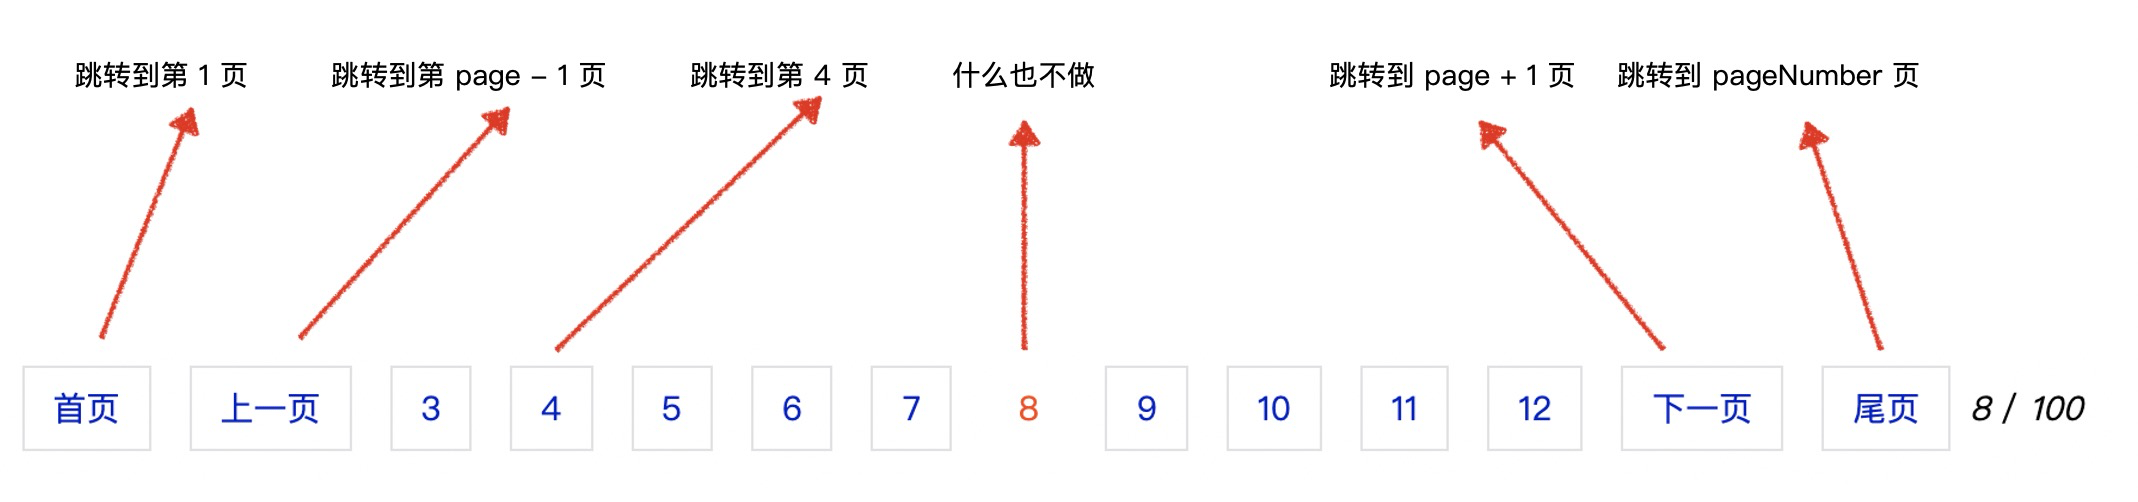 跳转到第 1 页 跳转到第 page – 1 页 跳转到第 4 页 什么也不做 跳转到 page + 1 页 跳转到 pageNumber 页
首页 上一页 3 4 5 6 7 8 9 10 11 12 下一页 尾页 8 / 100